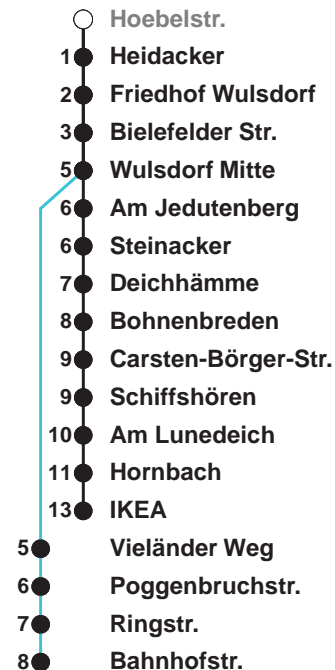 Hoebelstr.
1 Heidacker
2 Friedhof Wulsdorf
3 Bielefelder Str.
5 Wulsdorf Mitte
6 Am Jedutenberg
6 Steinacker
7 Deichhämme
8 Bohnenbreden
9 Carsten-Börger-Str.
9 Schiffshören
10 Am Lunedeich
11 Hornbach
13 IKEA
5 Vieländer Weg
6 Poggenbruchstr.
7 Ringstr.
8 Bahnhofstr.